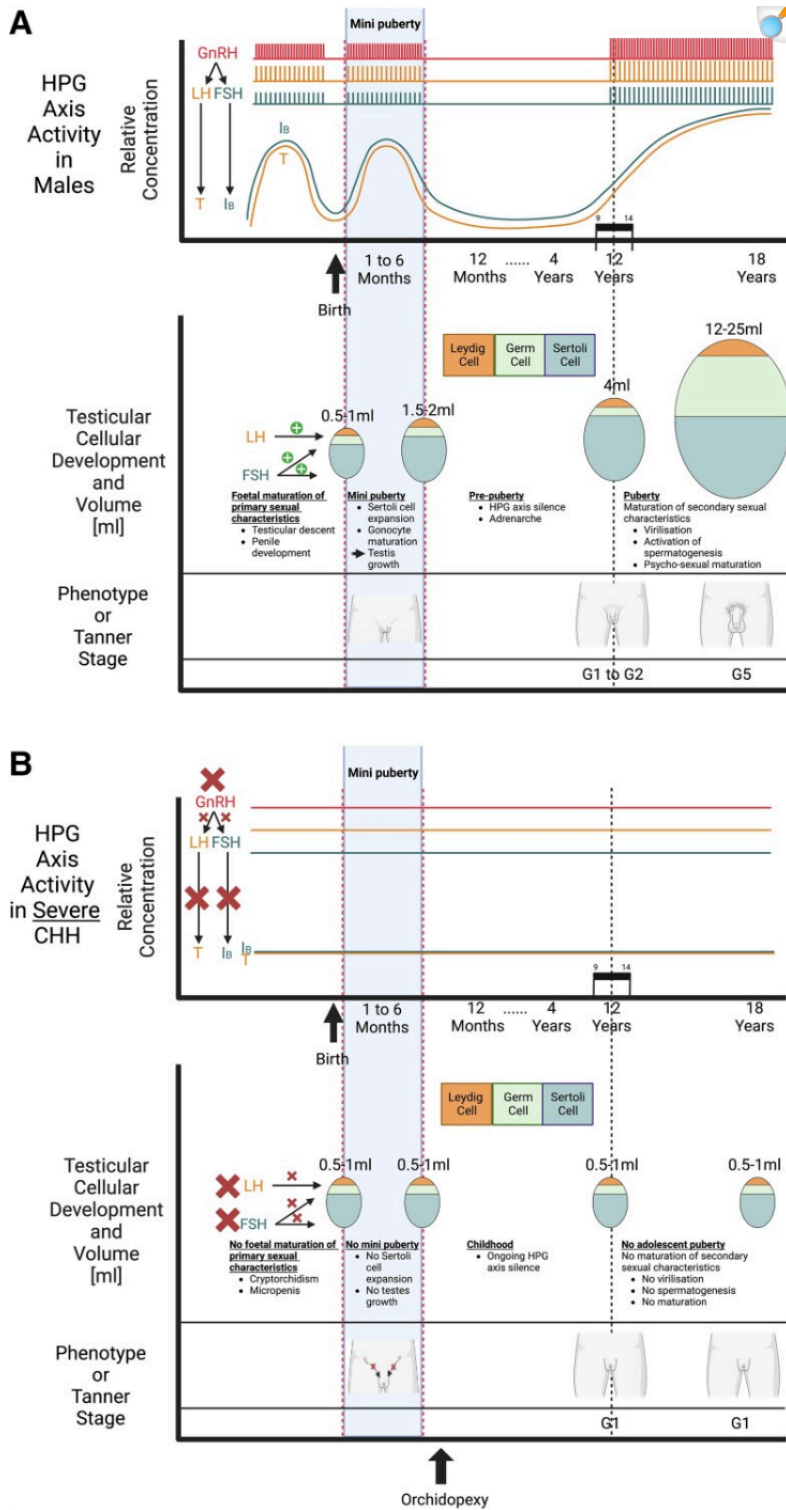 A
Mini puberty
HPG
Axis
Activity
in
Males
Relative
Concentration
GnRH
LH FSH
T IB
IB
T
9 14
Birth
1 to 6
Months
12
Months
......
4
Years
12
Years
18
Years
Testicular
Cellular
Development
and
Volume
[ml]
Leydig
Cell
Germ
Cell
Sertoli
Cell
LH
FSH
0.5-1ml
1.5-2ml
4ml
12-25ml
Foetal maturation of
primary sexual
characteristics
• Testicular descent
• Penile
development
Mini puberty
• Sertoli cell
expansion
• Gonocyte
maturation
Testis
growth
Pre-puberty
• HPG axis silence
• Adrenarche
Puberty
Maturation of secondary sexual
characteristics
• Virilisation
• Activation of
spermatogenesis
• Psycho-sexual maturation
Phenotype
or
Tanner
Stage
G1 to G2
G5
B
Mini puberty
HPG
Axis
Activity
in Severe
CHH
Relative
Concentration
GnRH
LH FSH
T IB
IB
T
9 14
Birth
1 to 6
Months
12
Months
......
4
Years
12
Years
18
Years
Testicular
Cellular
Development
and
Volume
[ml]
Leydig
Cell
Germ
Cell
Sertoli
Cell
LH
FSH
0.5-1ml
0.5-1ml
0.5-1ml
0.5-1ml
No foetal maturation of
primary sexual
characteristics
• Cryptorchidism
• Micropenis
No mini puberty
• No Sertoli
cell
expansion
• No testes
growth
Childhood
• Ongoing HPG
axis silence
No adolescent puberty
No maturation of secondary
sexual characteristics
• No virilisation
• No spermatogenesis
• No maturation
Phenotype
or
Tanner
Stage
G1
G1
Orchidopexy